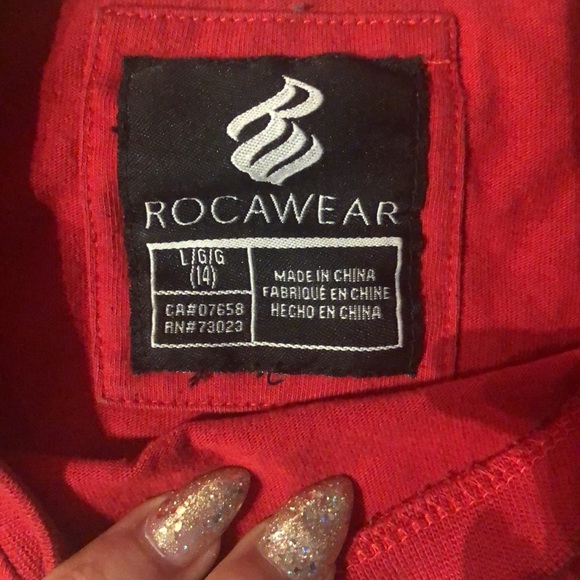 ROCAWEAR
L/G/G
(14)
CA#07658
RN#73023
MADE IN CHINA
FABRIQUÉ EN CHINE
HECHO EN CHINA